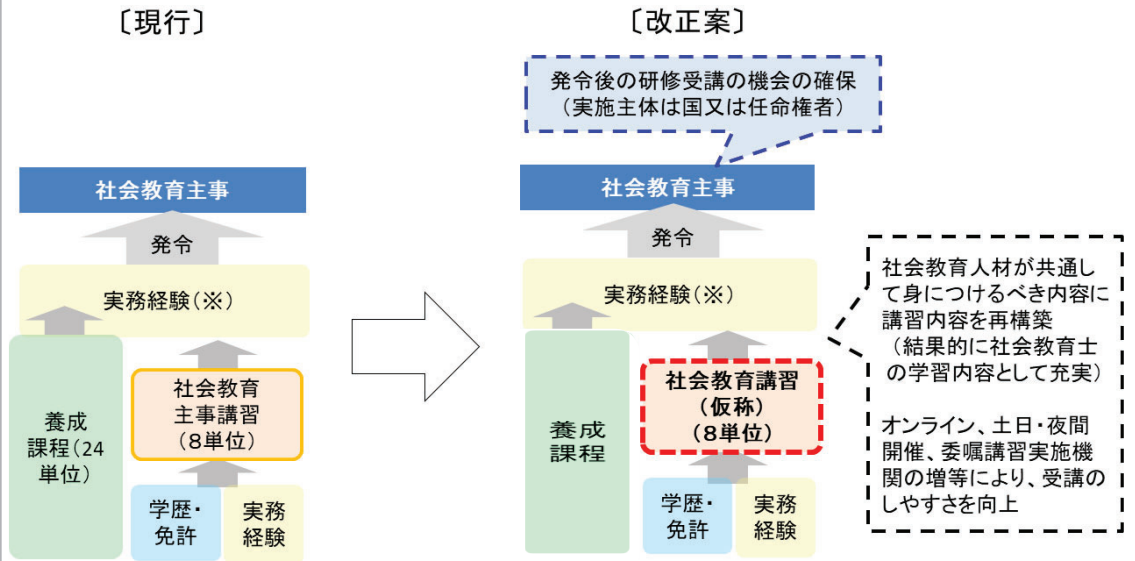 〔現行〕
社会教育主事
発令
実務経験(※)
養成
課程(24
単位)
社会教育
主事講習
(8単位)
学歴・
免許
実務
経験
〔改正案〕
発令後の研修受講の機会の確保
(実施主体は国又は任命権者)
社会教育主事
発令
実務経験(※)
養成
課程
社会教育講習
(仮称)
(8単位)
学歴・
免許
実務
経験
社会教育人材が共通し
て身につけるべき内容に
講習内容を再構築
(結果的に社会教育士
の学習内容として充実)
オンライン、土日・夜間
開催、委嘱講習実施機
関の増等により、受講の
しやすさを向上